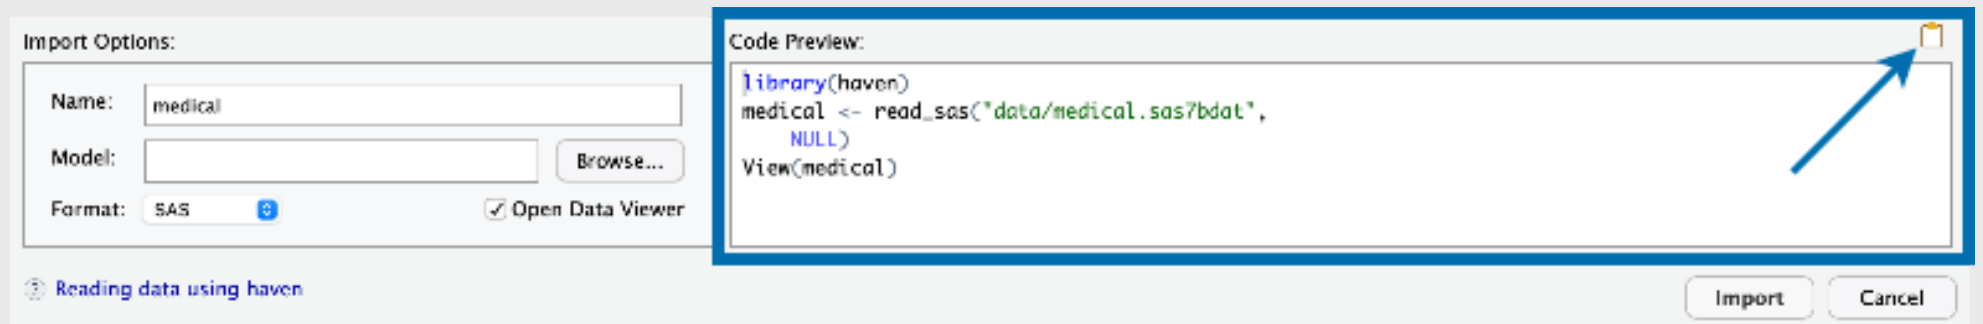 Import Options:
Name: medical
Model:
Browse...
Format: SAS
Open Data Viewer
Reading data using haven
Code Preview:
library(haven)
medical <- read_sas("data/medical.sas7bdat",
    NULL)
View(medical)
Import
Cancel